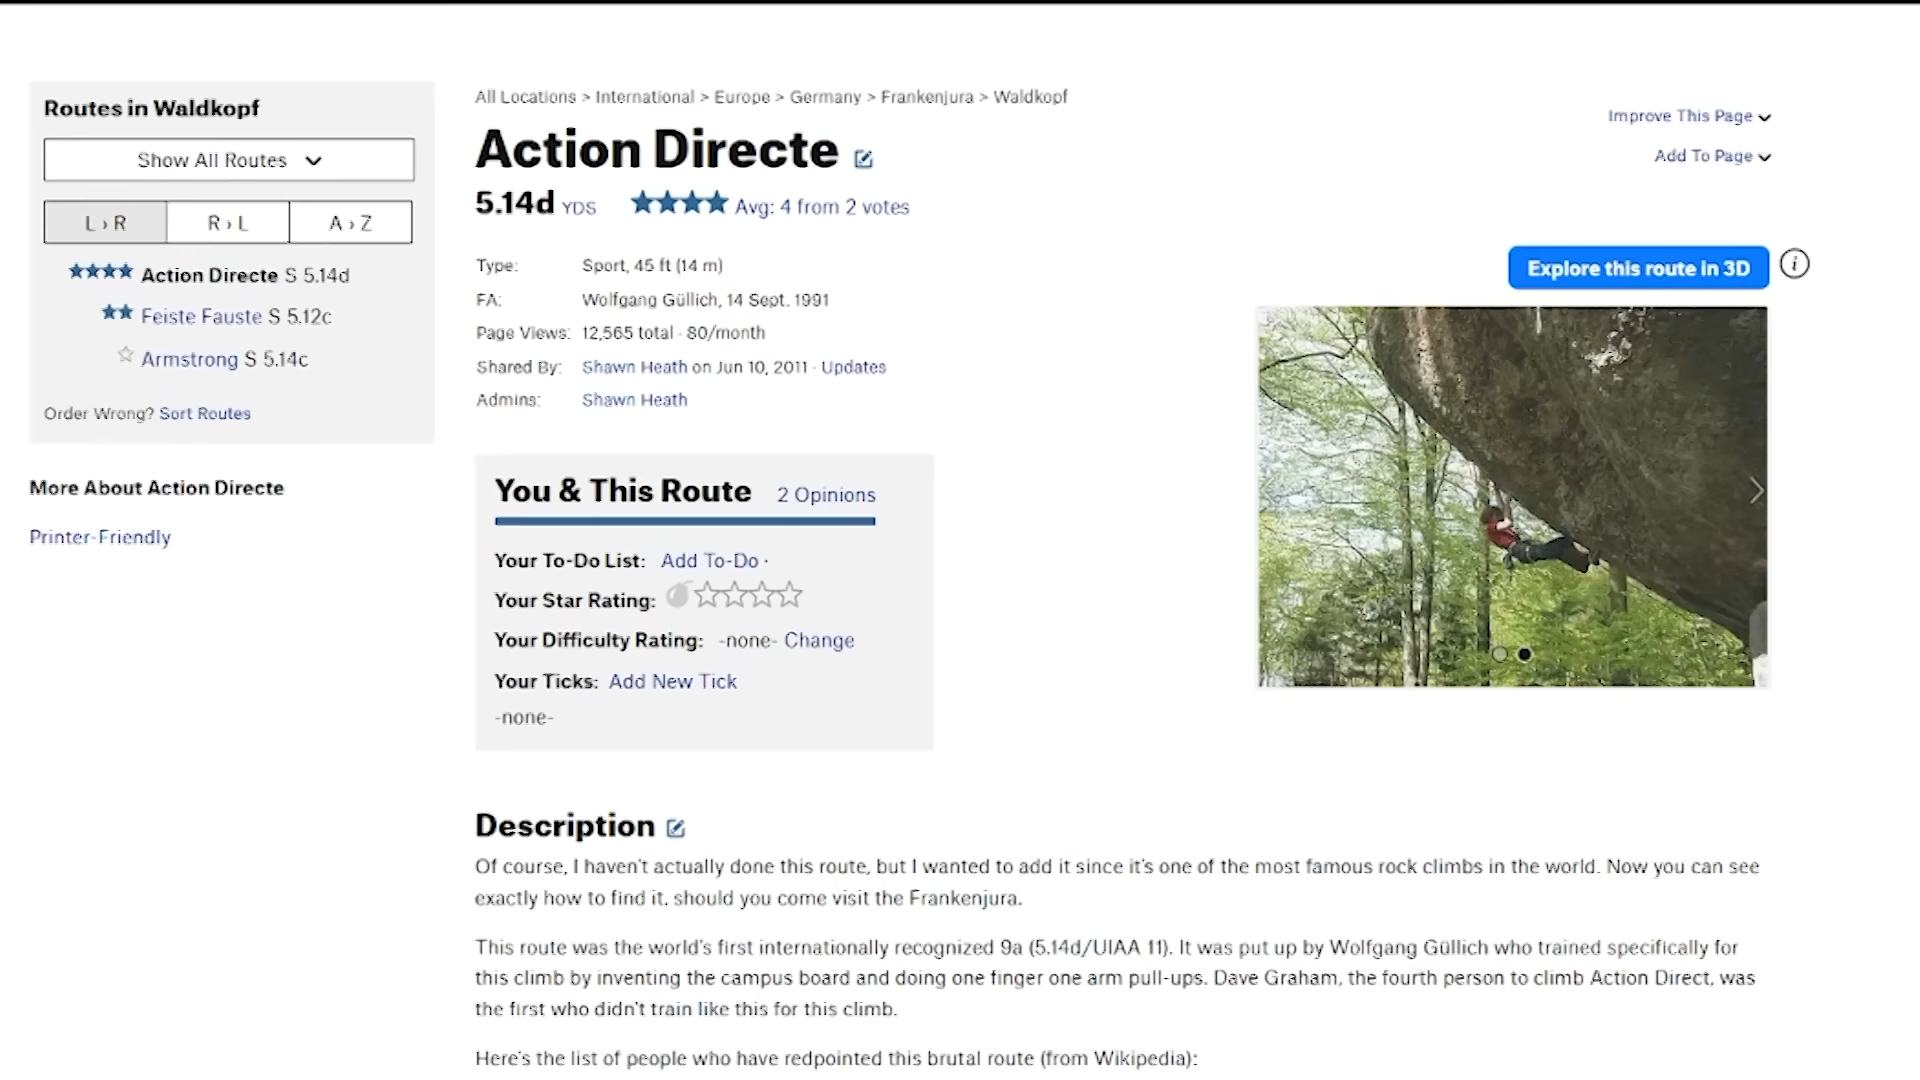 Routes in Waldkopf
Show All Routes
L › R
R › L
A › Z
Action Directe S 5.14d
Feiste Fauste S 5.12c
Armstrong S 5.14c
Order Wrong? Sort Routes
More About Action Directe
Printer-Friendly
All Locations > International > Europe > Germany > Frankenjura > Waldkopf
Action Directe
5.14d YDS Avg: 4 from 2 votes
Type: Sport, 45 ft (14 m)
FA: Wolfgang Güllich, 14 Sept. 1991
Page Views: 12,565 total · 80/month
Shared By: Shawn Heath on Jun 10, 2011 · Updates
Admins: Shawn Heath
Improve This Page
Add To Page
Explore this route in 3D
i
You & This Route 2 Opinions
Your To-Do List: Add To-Do ·
Your Star Rating:
Your Difficulty Rating: -none- Change
Your Ticks: Add New Tick
-none-
Description
Of course, I haven't actually done this route, but I wanted to add it since it's one of the most famous rock climbs in the world. Now you can see
exactly how to find it, should you come visit the Frankenjura.
This route was the world's first internationally recognized 9a (5.14d/UIAA 11). It was put up by Wolfgang Güllich who trained specifically for
this climb by inventing the campus board and doing one finger one arm pull-ups. Dave Graham, the fourth person to climb Action Direct, was
the first who didn't train like this for this climb.
Here's the list of people who have redpointed this brutal route (from Wikipedia):